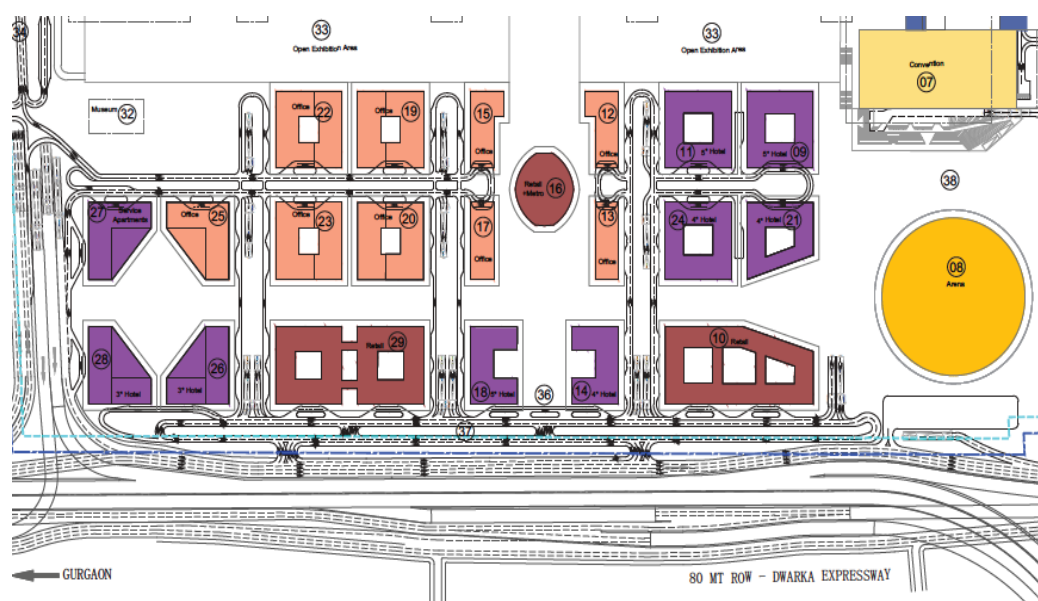 34
33
Open Exhibition Area
33
Open Exhibition Area
Convention
07
Museum 32
Office 22
Office 19
15
Office
12
Office
11 5* Hotel
5* Hotel 09
Retail
+Metro 16
38
27 Service
Apartments
Office
25
Office
23
Office
20
17
Office
13
Office
24 4* Hotel
4* Hotel 21
08
Arena
28
3* Hotel
26
3* Hotel
Retail 29
18 5* Hotel
36
14 4* Hotel
10
Retail
37
GURGAON
80 MT ROW - DWARKA EXPRESSWAY